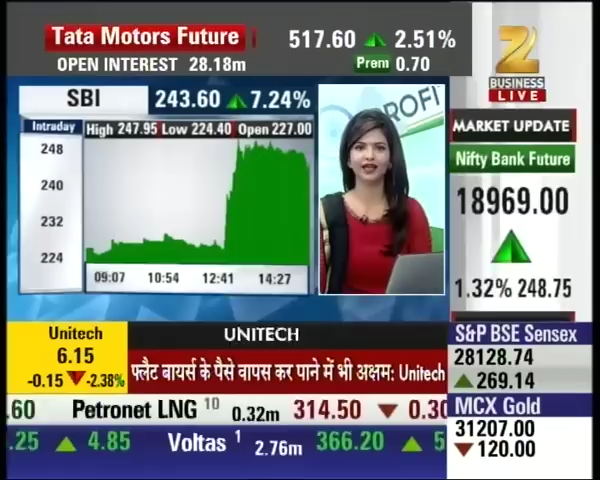 Tata Motors Future
517.60 ▲ 2.51%
OPEN INTEREST 28.18m
Prem 0.70
Z
BUSINESS
LIVE
SBI
243.60 ▲ 7.24%
Intraday
High 247.95 Low 224.40 Open 227.00
248
240
232
224
09:07 10:54 12:41 14:27
PROFI
MARKET UPDATE
Nifty Bank Future
18969.00
1.32% 248.75
Unitech
6.15
-0.15 ▼ -2.38%
UNITECH
फ्लैट बायर्स के पैसे वापस कर पाने में भी अक्षम: Unitech
S&P BSE Sensex
28128.74
▲ 269.14
.60 Petronet LNG 10 0.32m 314.50 ▼ 0.30
.25 ▲ 4.85 Voltas 1 2.76m 366.20 ▲ 5
MCX Gold
31207.00
▼ 120.00